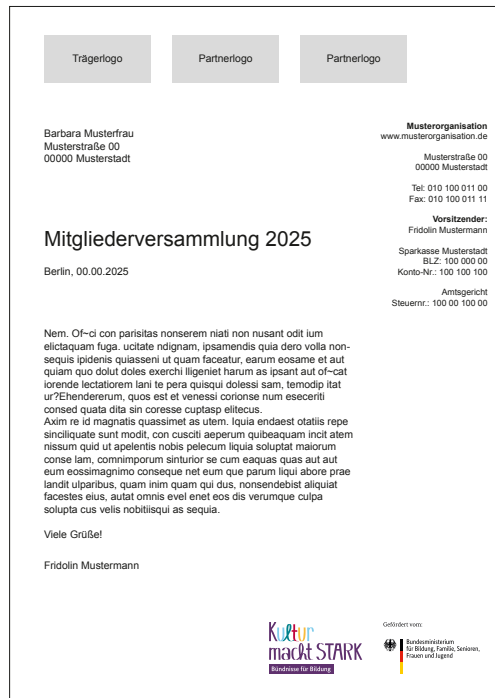 Trägerlogo
Partnerlogo
Partnerlogo
Barbara Musterfrau
Musterstraße 00
00000 Musterstadt
Musterorganisation
www.musterorganisation.de
Musterstraße 00
00000 Musterstadt
Tel: 010 100 011 00
Fax: 010 100 011 11
Vorsitzender:
Fridolin Mustermann
Sparkasse Musterstadt
BLZ: 100 000 00
Konto-Nr.: 100 100 100
Amtsgericht
Steuernr.: 100 00 100 00
Mitgliederversammlung 2025
Berlin, 00.00.2025
Nem. Of~ci con parisitas nonserem niati non nusant odit ium
elictaquam fuga. ucitate ndignam, ipsamendis quia dero volla non-
sequis ipidenis quiasseni ut quam faceatur, earum eosame et aut
quiam quo dolut doles exerchi lligeniet harum as ipsant aut of~cat
iorende lectatiorem lani te pera quisqui dolessi sam, temodip itat
ur?Ehendererum, quos est et venessi corionse num eseceriti
consed quata dita sin coresse cuptasp elitecus.
Axim re id magnatis quassimet as utem. Iquia endaest otatiis repe
sinciliquate sunt modit, con cusciti aeperum quibeaquam incit atem
nissum quid ut apelentis nobis pelecum liquia soluptat maiorum
conse lam, comnimporum sinturior se cum eaquas quas aut aut
eum eossimagnimo conseque net eum que parum liqui abore prae
landit ulparibus, quam inim quam qui dus, nonsendebist aliquiat
facestes eius, autat omnis evel enet eos dis verumque culpa
solupta cus velis nobitiisqui as sequia.
Viele Grüße!
Fridolin Mustermann
Kultur
macht STARK
Bündnisse für Bildung
Gefördert vom:
Bundesministerium
für Bildung, Familie, Senioren,
Frauen und Jugend